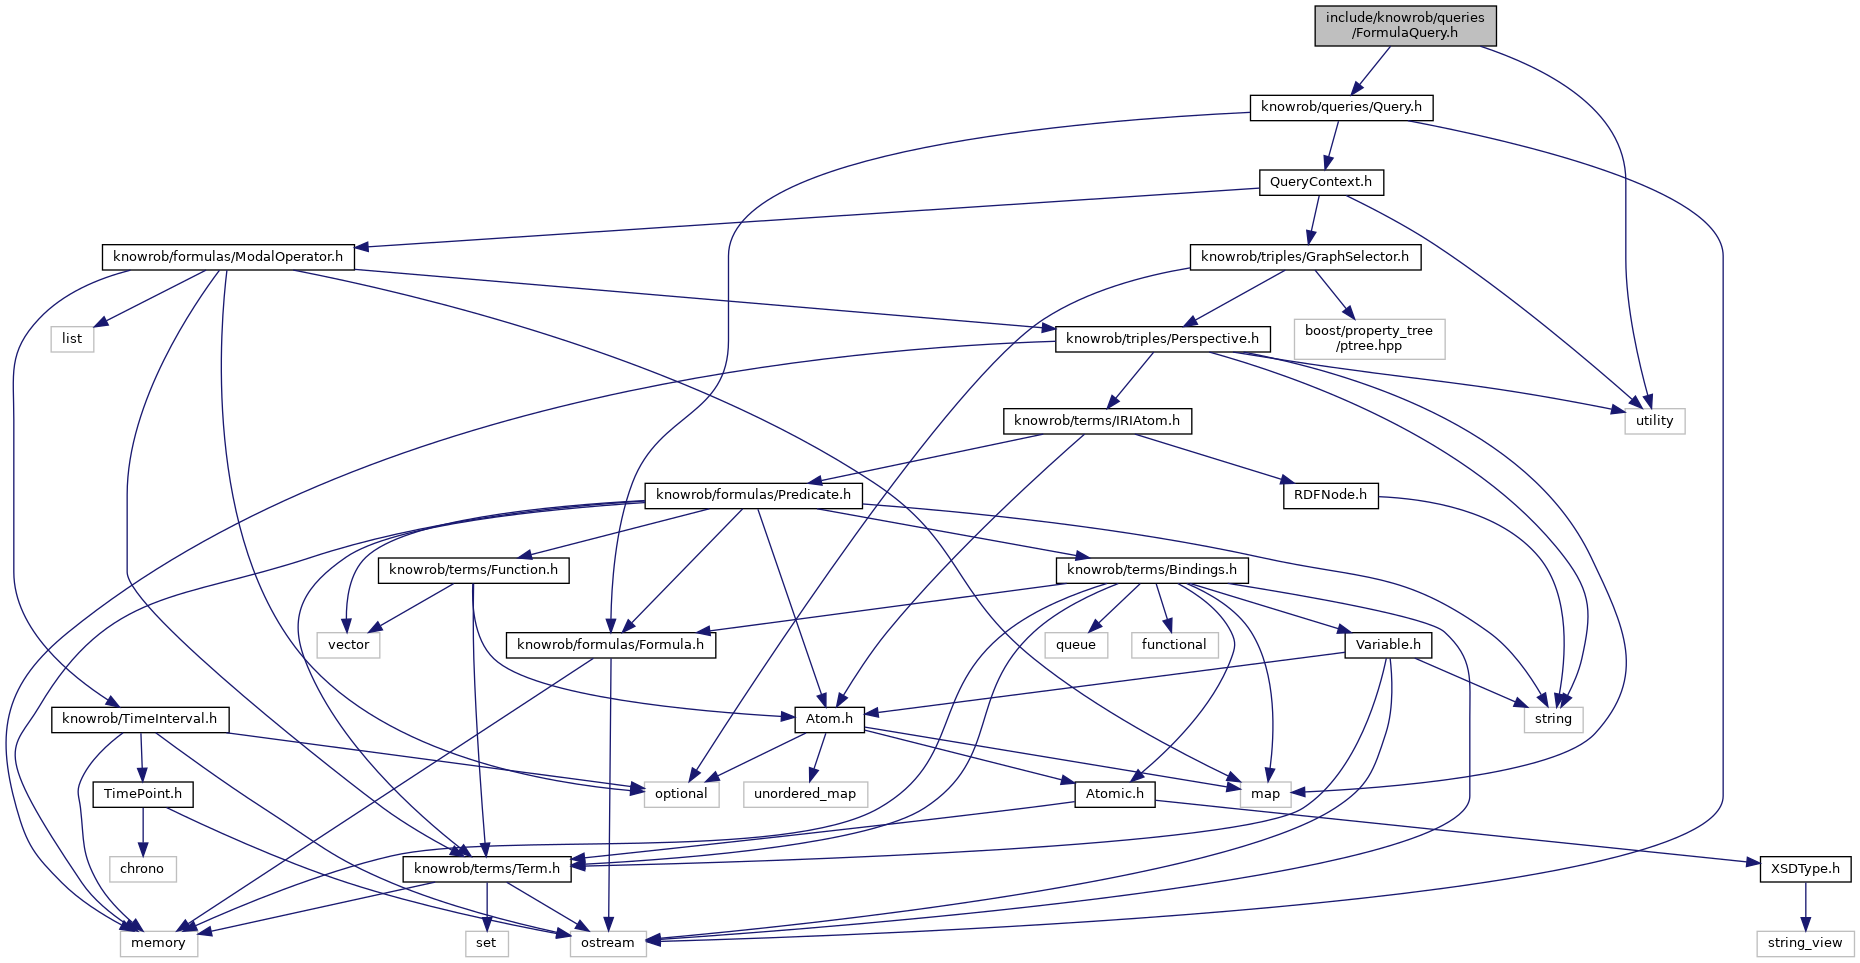 include/knowrob/queries
/FormulaQuery.h
knowrob/queries/Query.h
QueryContext.h
knowrob/formulas/ModalOperator.h
knowrob/triples/GraphSelector.h
list
knowrob/triples/Perspective.h
boost/property_tree
/ptree.hpp
knowrob/terms/IRIAtom.h
utility
knowrob/formulas/Predicate.h
RDFNode.h
knowrob/terms/Function.h
knowrob/terms/Bindings.h
vector
knowrob/formulas/Formula.h
queue
functional
Variable.h
knowrob/TimeInterval.h
Atom.h
string
TimePoint.h
optional
unordered_map
Atomic.h
map
chrono
knowrob/terms/Term.h
XSDType.h
memory
set
ostream
string_view